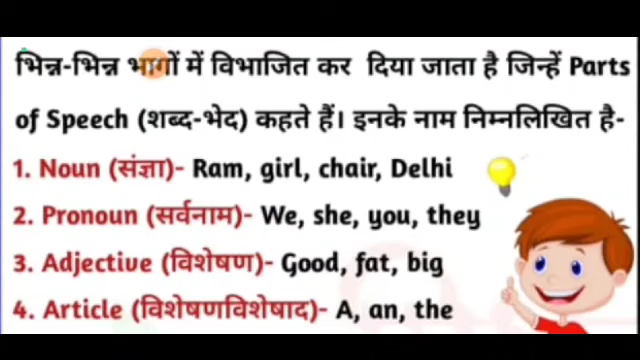 भिन्न-भिन्न भागों में विभाजित कर दिया जाता है जिन्हें Parts
of Speech (शब्द-भेद) कहते हैं। इनके नाम निम्नलिखित है-
1. Noun (संज्ञा)- Ram, girl, chair, Delhi
2. Pronoun (सर्वनाम)- We, she, you, they
3. Adjective (विशेषण)- Good, fat, big
4. Article (विशेषणविशेषाद)- A, an, the